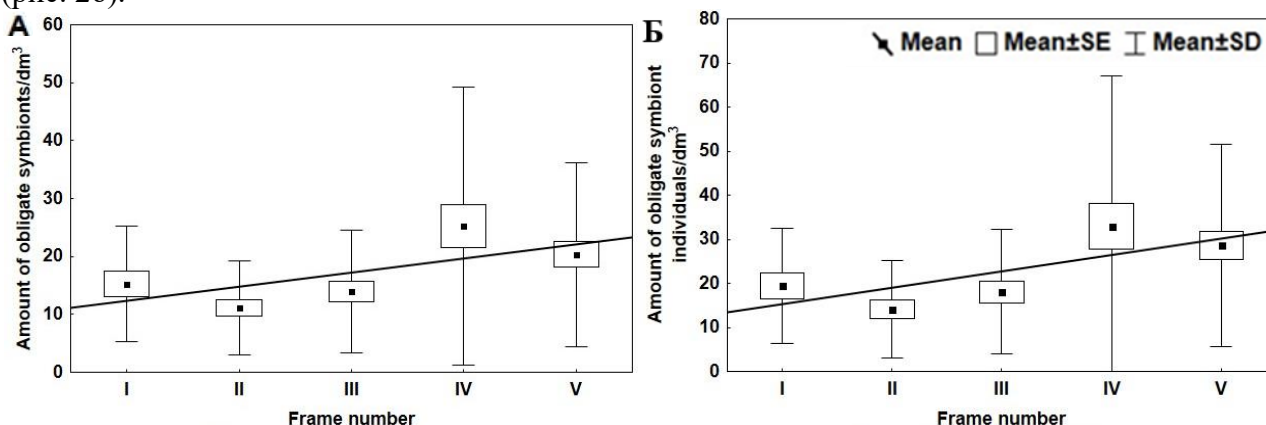 (рис. 2б).
А
60
50
40
30
20
10
0
Amount of obligate symbionts/dm³
I II III IV V
Frame number
Б
Mean Mean±SE Mean±SD
80
70
60
50
40
30
20
10
0
Amount of obligate symbiont
individuals/dm³
I II III IV V
Frame number